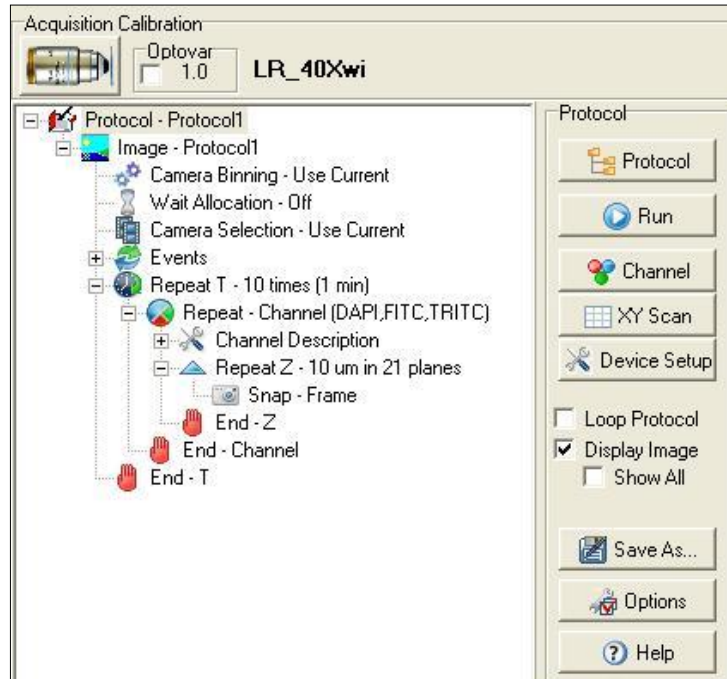 Acquisition Calibration
Optovar
1.0
LR_40Xwi
Protocol - Protocol1
Image - Protocol1
Camera Binning - Use Current
Wait Allocation - Off
Camera Selection - Use Current
Events
Repeat T - 10 times (1 min)
Repeat - Channel (DAPI,FITC,TRITC)
Channel Description
Repeat Z - 10 um in 21 planes
Snap - Frame
End - Z
End - Channel
End - T
Protocol
Protocol
Run
Channel
XY Scan
Device Setup
Loop Protocol
Display Image
Show All
Save As...
Options
Help